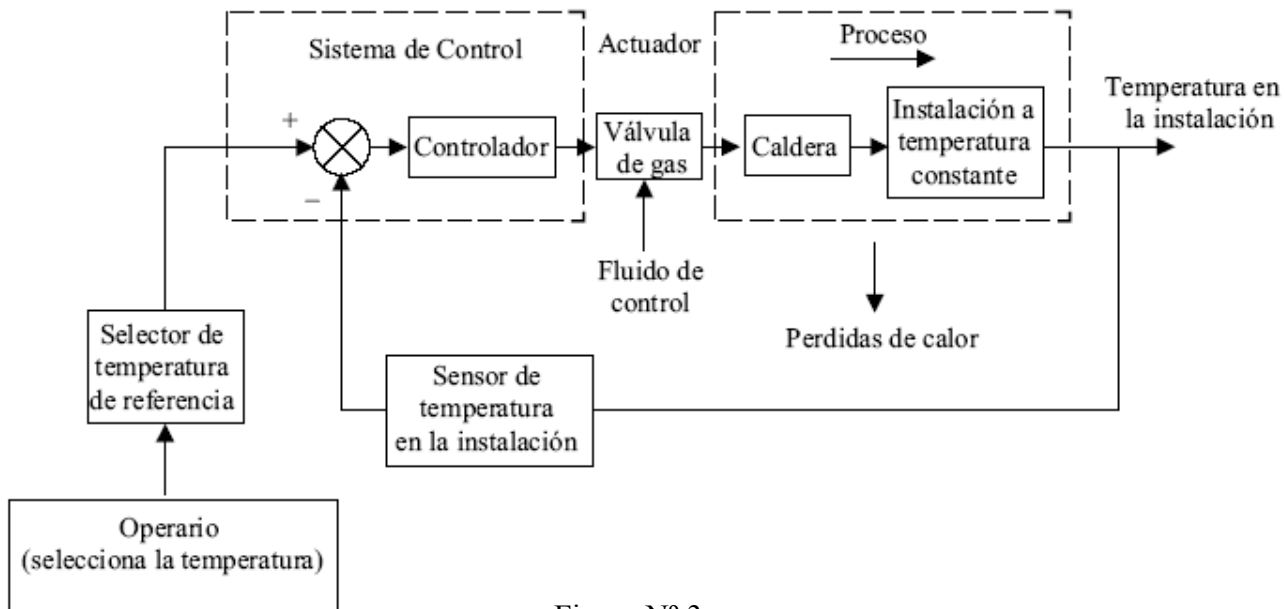 Sistema de Control
Actuador
Proceso
Temperatura en
la instalación
+
Controlador
Válvula
de gas
Caldera
Instalación a
temperatura
constante
−
Fluido de
control
Perdidas de calor
Selector de
temperatura
de referencia
Sensor de
temperatura
en la instalación
Operario
(selecciona la temperatura)